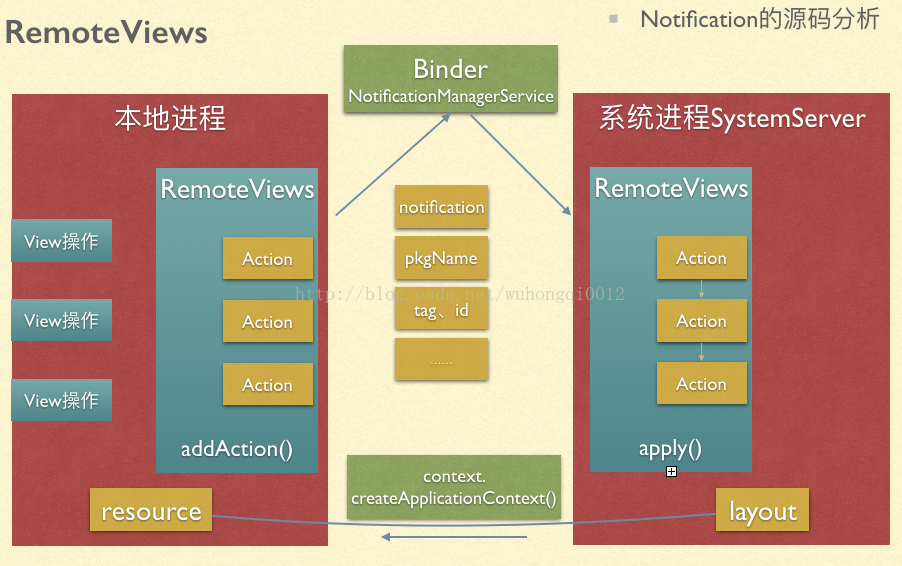 RemoteViews
Notification的源码分析
Binder
NotificationManagerService
本地进程
RemoteViews
View操作
View操作
View操作
Action
Action
Action
addAction()
resource
notification
pkgName
http://blog.csdn.net/wuhongqi0012
tag、id
......
context.
createApplicationContext()
系统进程SystemServer
RemoteViews
Action
Action
Action
apply()
layout